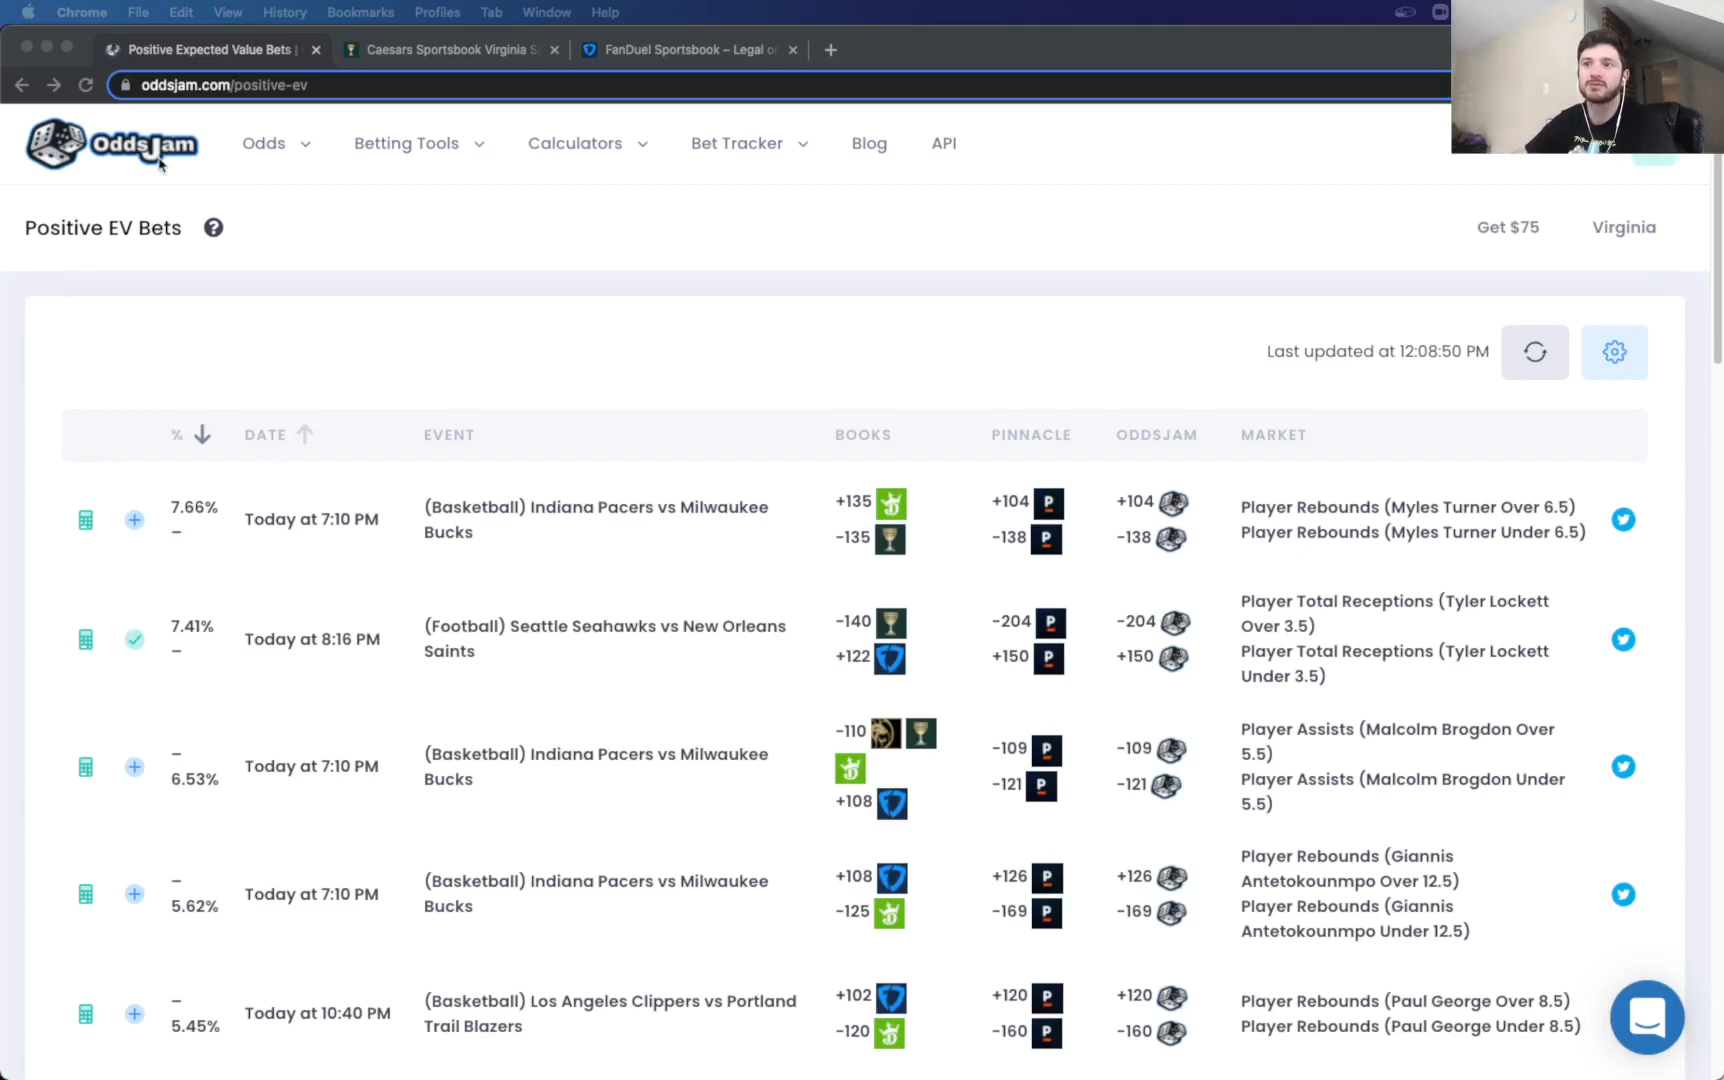 Chrome File Edit View History Bookmarks Profiles Tab Window Help
Positive Expected Value Bets | Caesars Sportsbook Virginia S FanDuel Sportsbook – Legal or
oddsjam.com/positive-ev
OddsJam Odds Betting Tools Calculators Bet Tracker Blog API
Positive EV Bets ? Get $75 Virginia
Last updated at 12:08:50 PM
% DATE EVENT BOOKS PINNACLE ODDSJAM MARKET
7.66% Today at 7:10 PM (Basketball) Indiana Pacers vs Milwaukee Bucks +135 +104 +104 Player Rebounds (Myles Turner Over 6.5)
– -135 -138 -138 Player Rebounds (Myles Turner Under 6.5)
7.41% Today at 8:16 PM (Football) Seattle Seahawks vs New Orleans Saints -140 -204 -204 Player Total Receptions (Tyler Lockett Over 3.5)
– +122 +150 +150 Player Total Receptions (Tyler Lockett Under 3.5)
– Today at 7:10 PM (Basketball) Indiana Pacers vs Milwaukee Bucks -110 -109 -109 Player Assists (Malcolm Brogdon Over 5.5)
6.53% +108 -121 -121 Player Assists (Malcolm Brogdon Under 5.5)
– Today at 7:10 PM (Basketball) Indiana Pacers vs Milwaukee Bucks +108 +126 +126 Player Rebounds (Giannis Antetokounmpo Over 12.5)
5.62% -125 -169 -169 Player Rebounds (Giannis Antetokounmpo Under 12.5)
– Today at 10:40 PM (Basketball) Los Angeles Clippers vs Portland Trail Blazers +102 +120 +120 Player Rebounds (Paul George Over 8.5)
5.45% -120 -160 -160 Player Rebounds (Paul George Under 8.5)